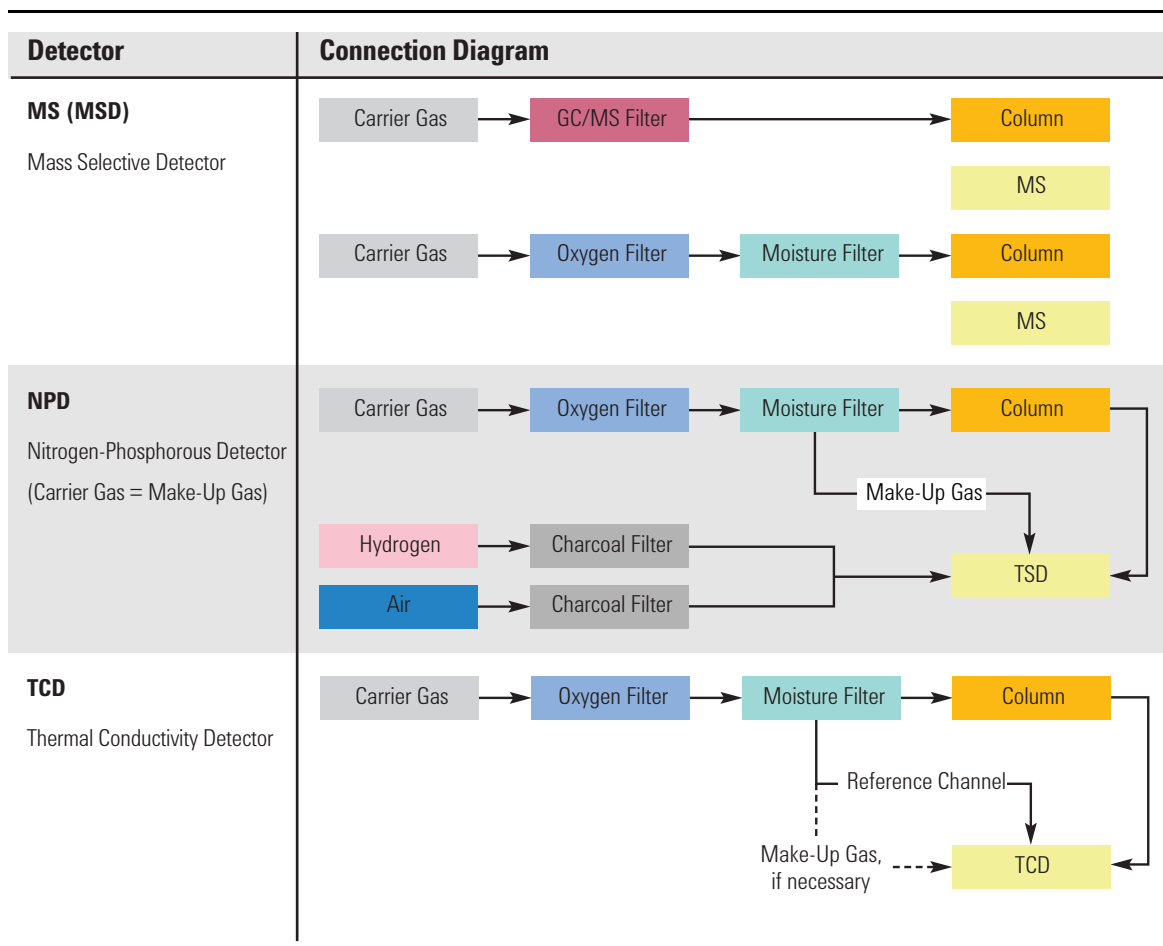 Detector
Connection Diagram
MS (MSD)
Mass Selective Detector
Carrier Gas
GC/MS Filter
Column
MS
Carrier Gas
Oxygen Filter
Moisture Filter
Column
MS
NPD
Nitrogen-Phosphorous Detector
(Carrier Gas = Make-Up Gas)
Carrier Gas
Oxygen Filter
Moisture Filter
Column
Make-Up Gas
Hydrogen
Charcoal Filter
TSD
Air
Charcoal Filter
TCD
Thermal Conductivity Detector
Carrier Gas
Oxygen Filter
Moisture Filter
Column
Reference Channel
Make-Up Gas,
if necessary
TCD